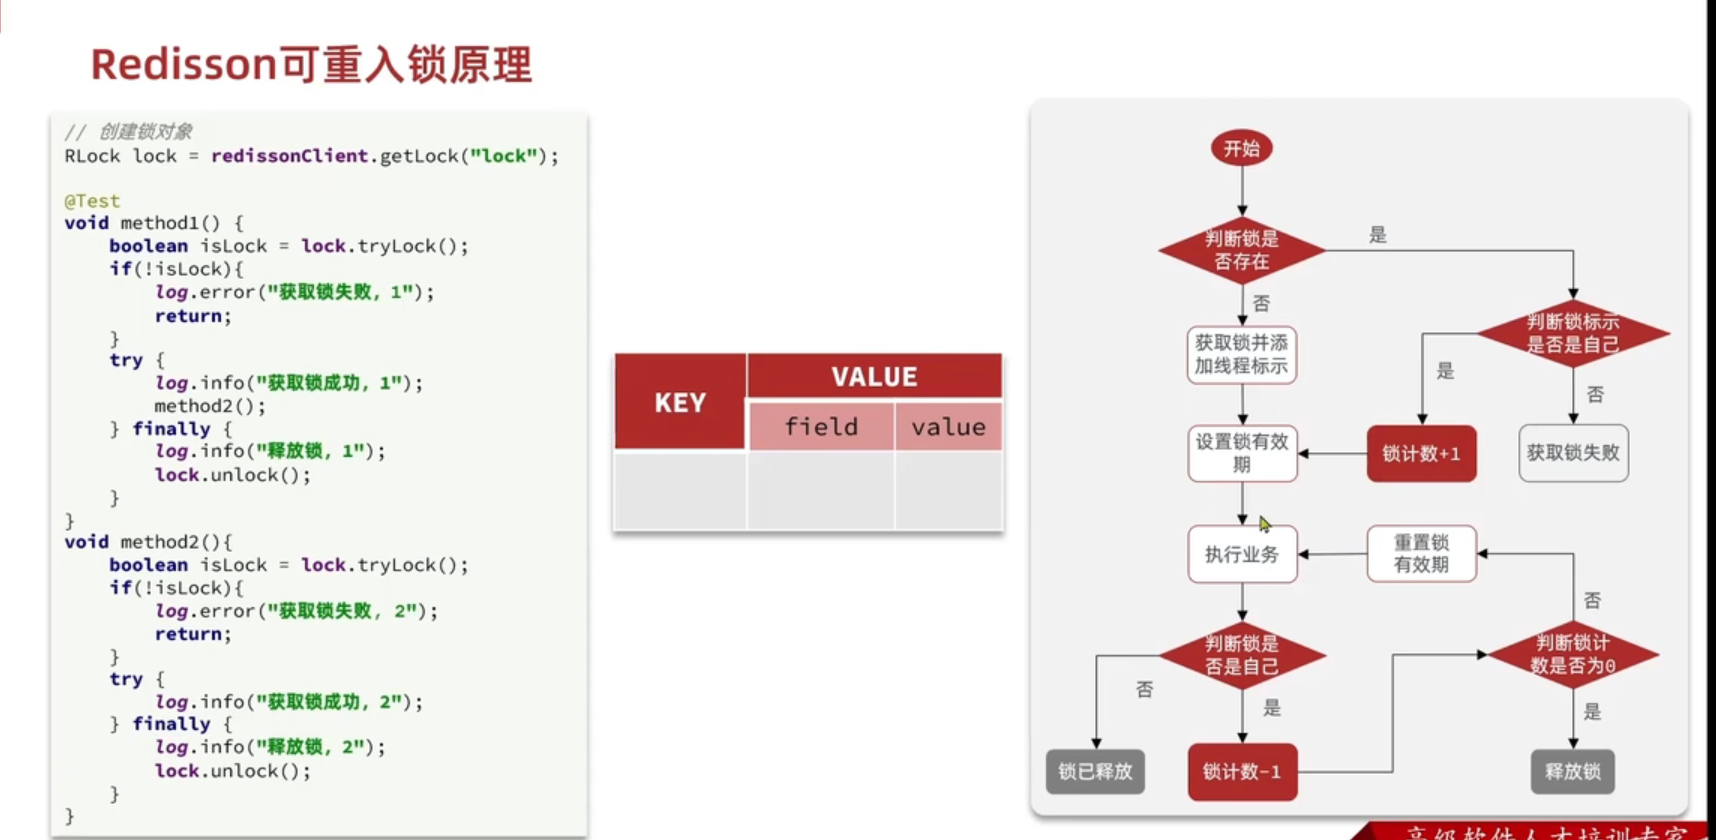 Redisson可重入锁原理
// 创建锁对象
RLock lock = redissonClient.getLock("lock");
@Test
void method1() {
boolean isLock = lock.tryLock();
if(!isLock){
log.error("获取锁失败, 1");
return;
}
try {
log.info("获取锁成功, 1");
method2();
} finally {
log.info("释放锁, 1");
lock.unlock();
}
}
void method2(){
boolean isLock = lock.tryLock();
if(!isLock){
log.error("获取锁失败, 2");
return;
}
try {
log.info("获取锁成功, 2");
} finally {
log.info("释放锁, 2");
lock.unlock();
}
}
KEY
VALUE
field
value
开始
判断锁是
否存在
是
否
获取锁并添
加线程标示
判断锁标示
是否是自己
是
否
设置锁有效
期
锁计数+1
获取锁失败
执行业务
重置锁
有效期
否
判断锁是
否是自己
判断锁计
数是否为0
否
是
是
锁已释放
锁计数-1
释放锁
高级软件人才培训专家